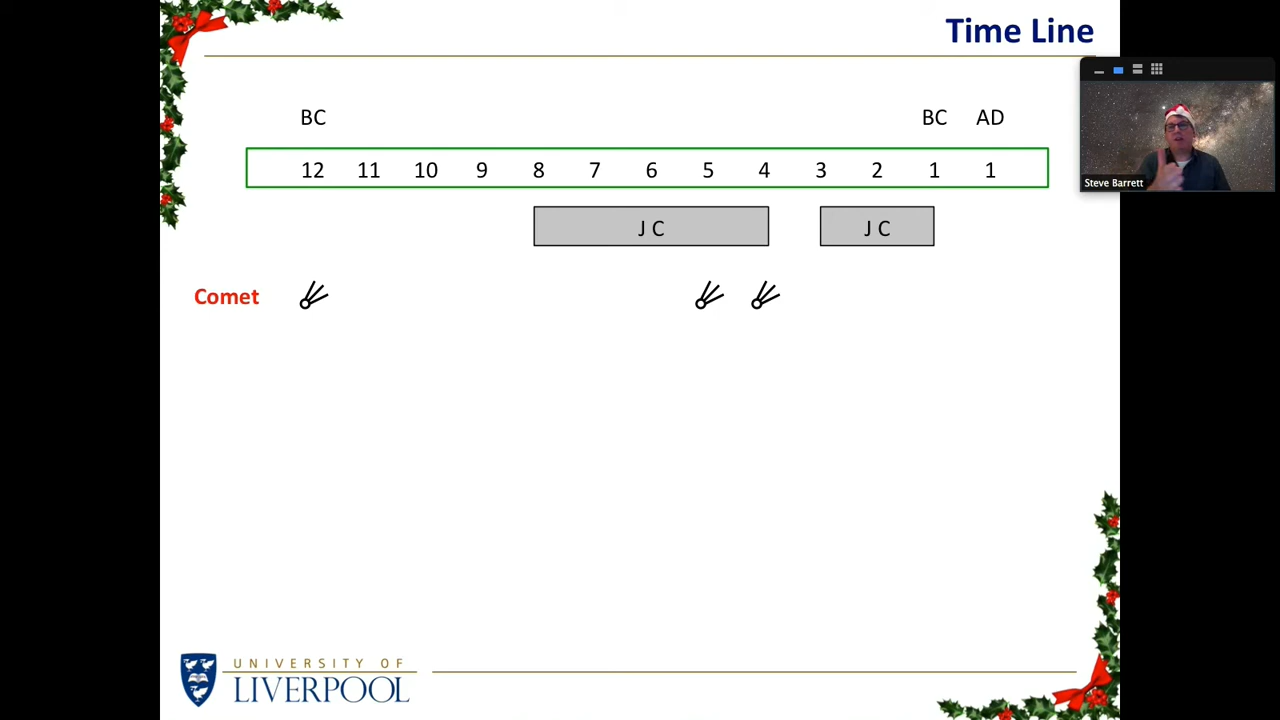 Time Line
BC BC AD
12 11 10 9 8 7 6 5 4 3 2 1 1
J C J C
Steve Barrett
Comet
UNIVERSITY OF
LIVERPOOL